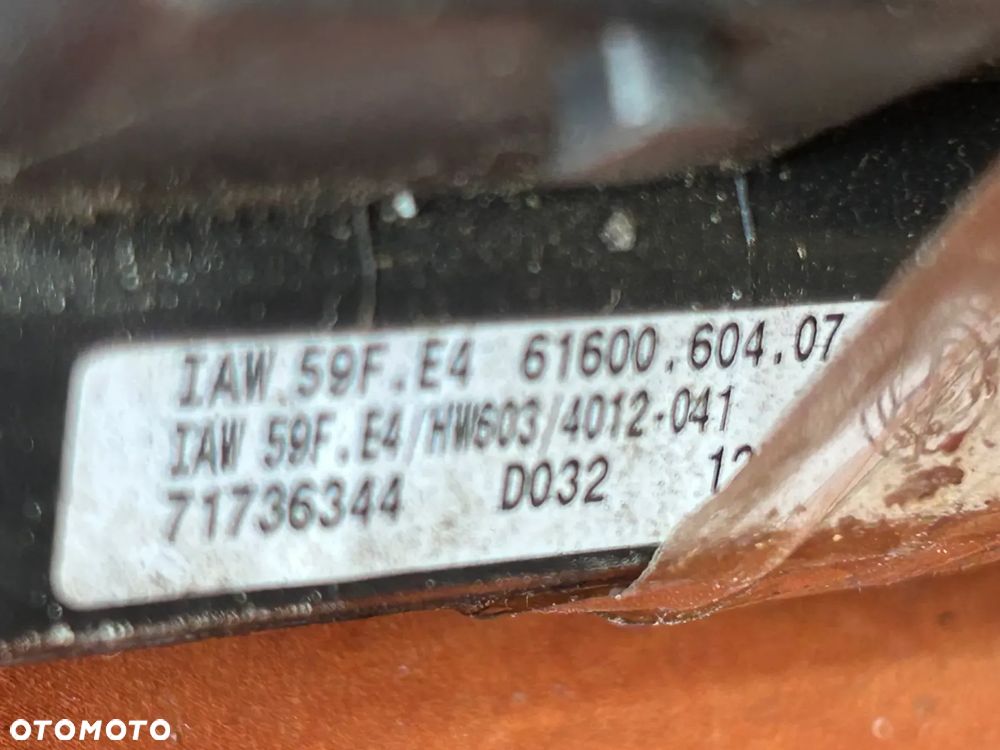 IAW 59F.E4 61600.604.07
IAW 59F.E4/HW603/4012-041
71736344 D032
OTOMOTO